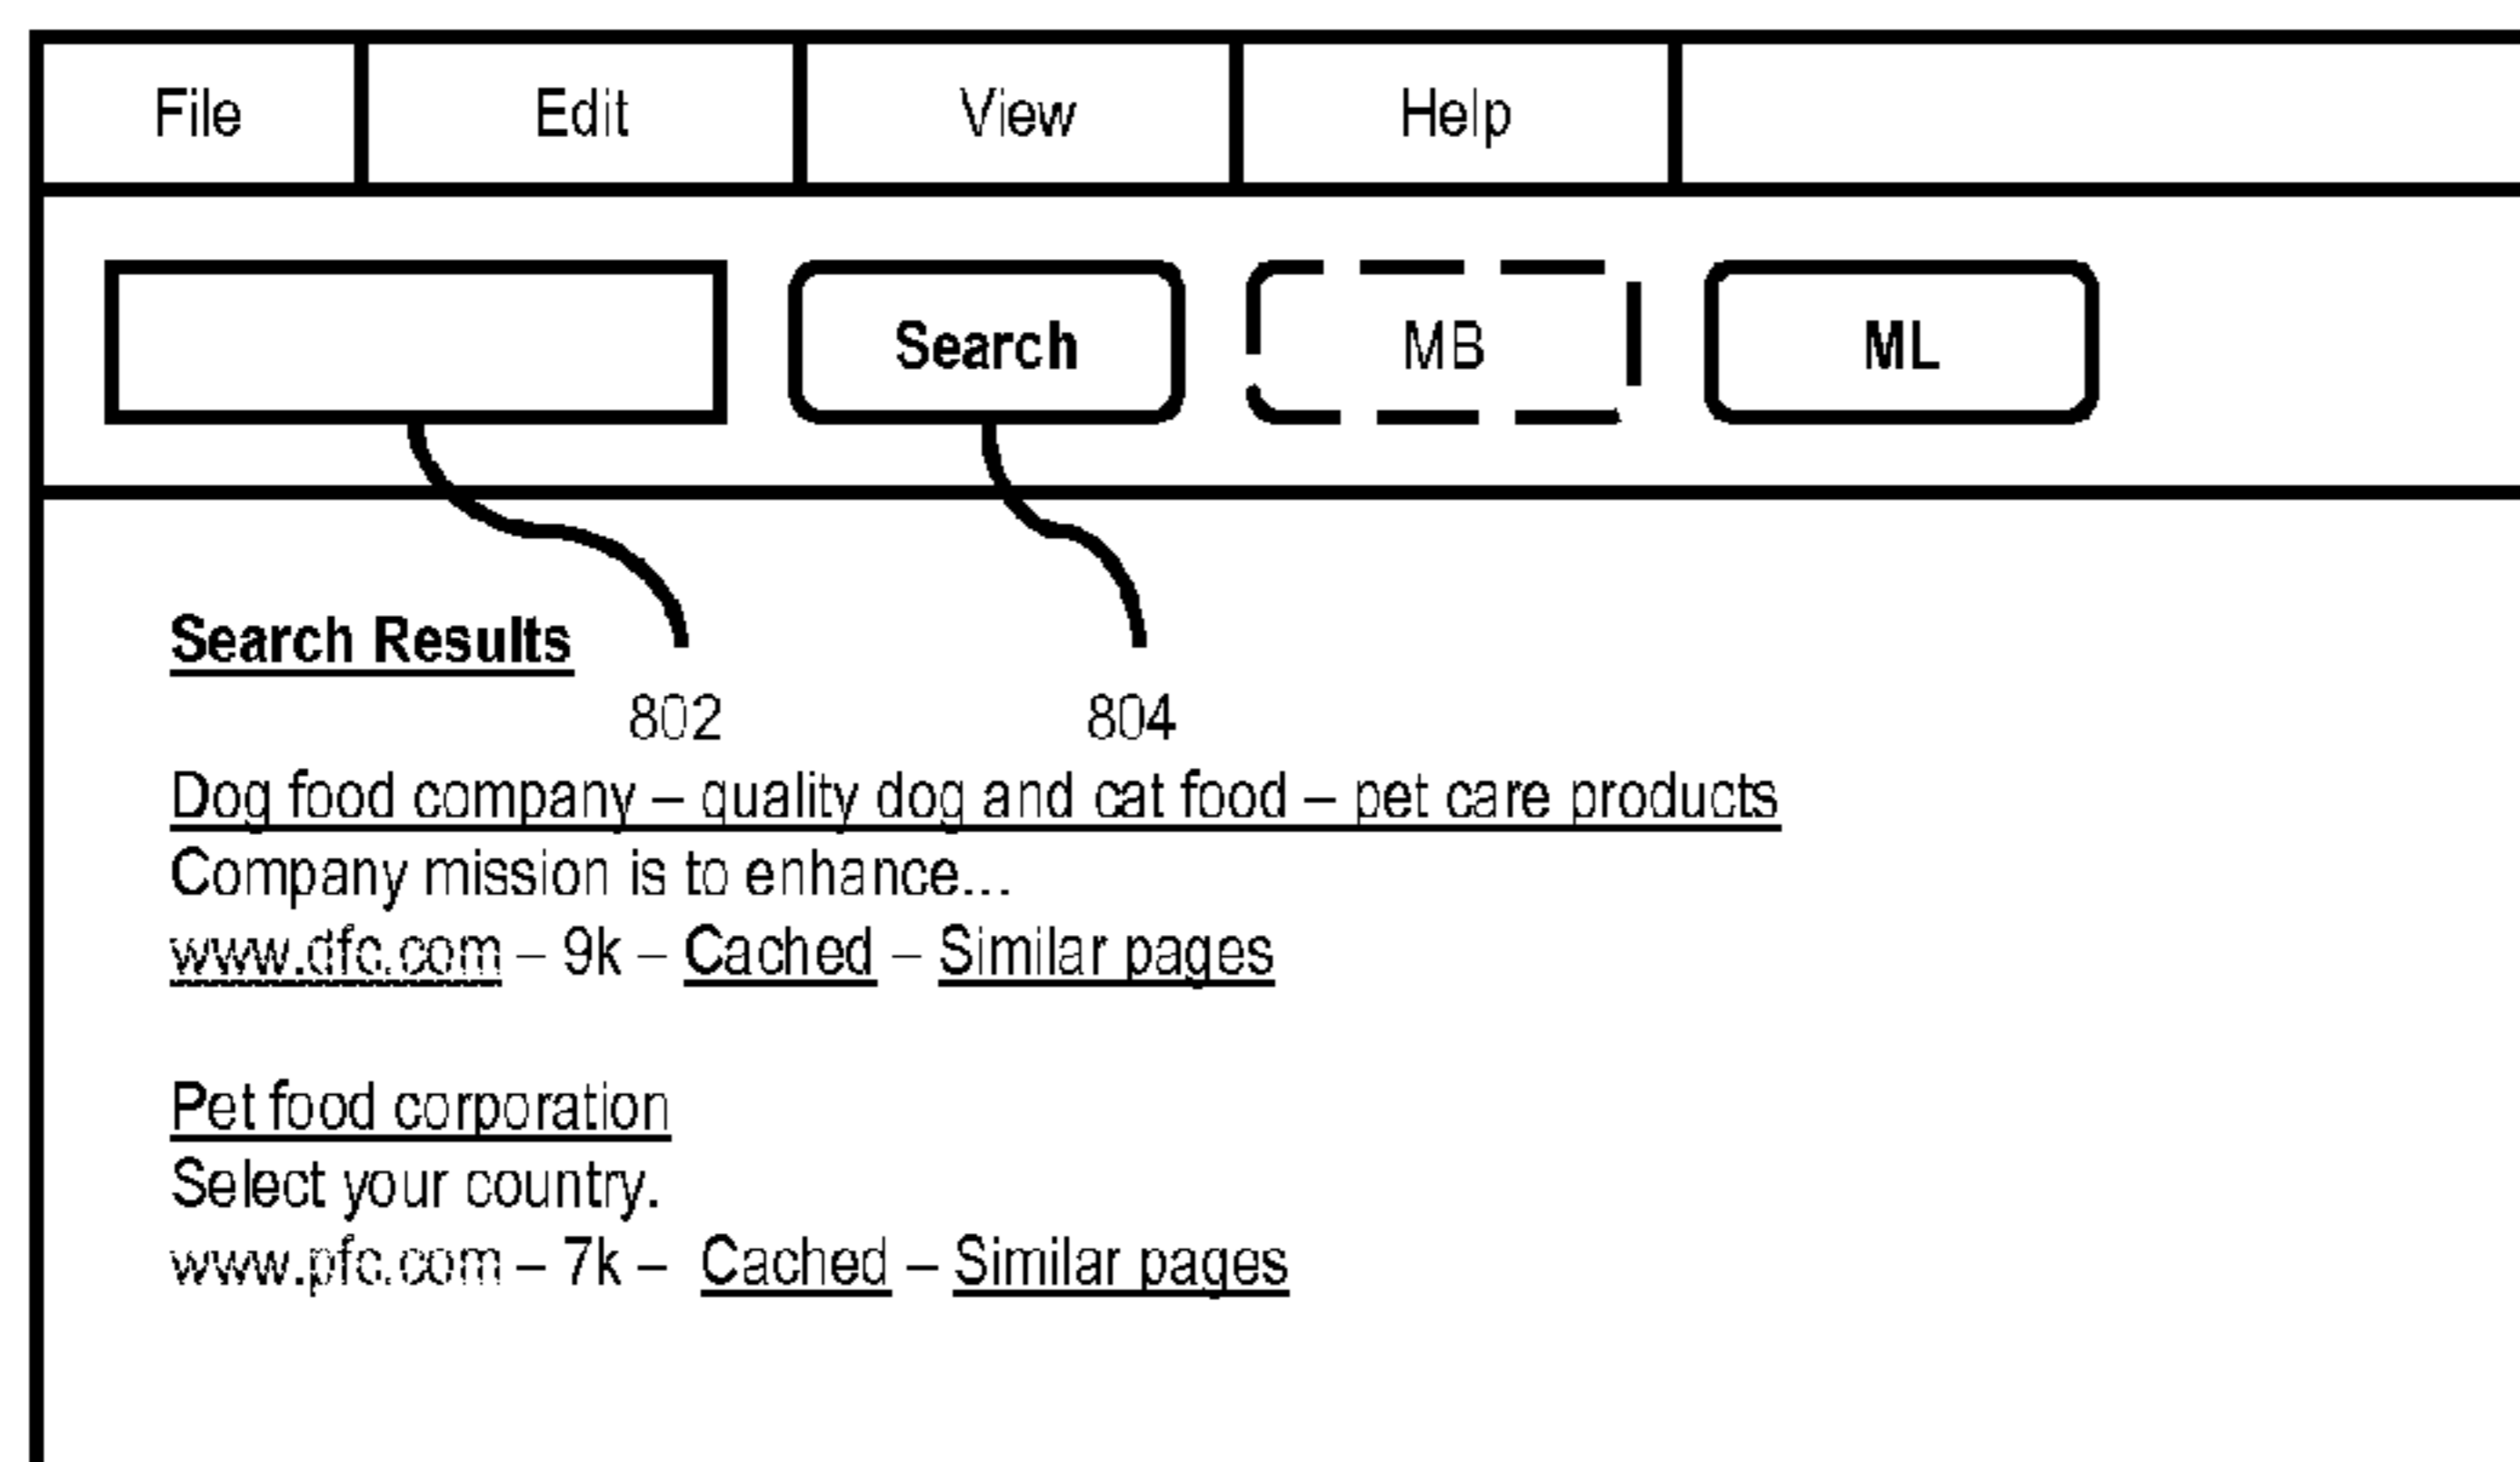 File Edit View Help
Search MB ML
Search Results
802 804
Dog food company – quality dog and cat food – pet care products
Company mission is to enhance...
www.dfc.com – 9k – Cached – Similar pages
Pet food corporation
Select your country.
www.pfc.com – 7k – Cached – Similar pages